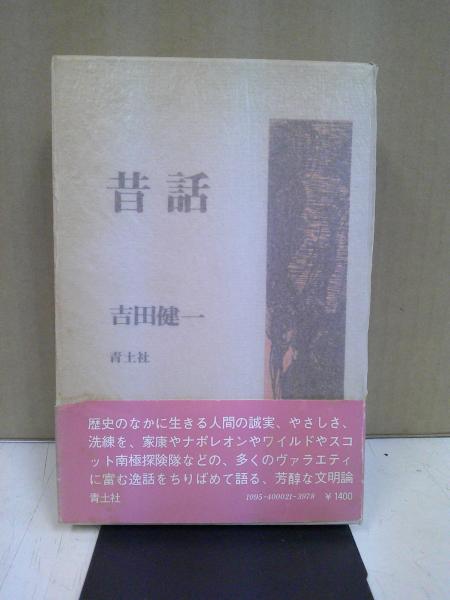 昔話
吉田健一
青土社
歴史のなかに生きる人間の誠実、やさしさ、
洗練を、家康やナポレオンやワイルドやスコ
ット南極探険隊などの、多くのヴァラエティ
に富む逸話をちりばめて語る、芳醇な文明論
青土社 1095-400021-3978 ￥1400